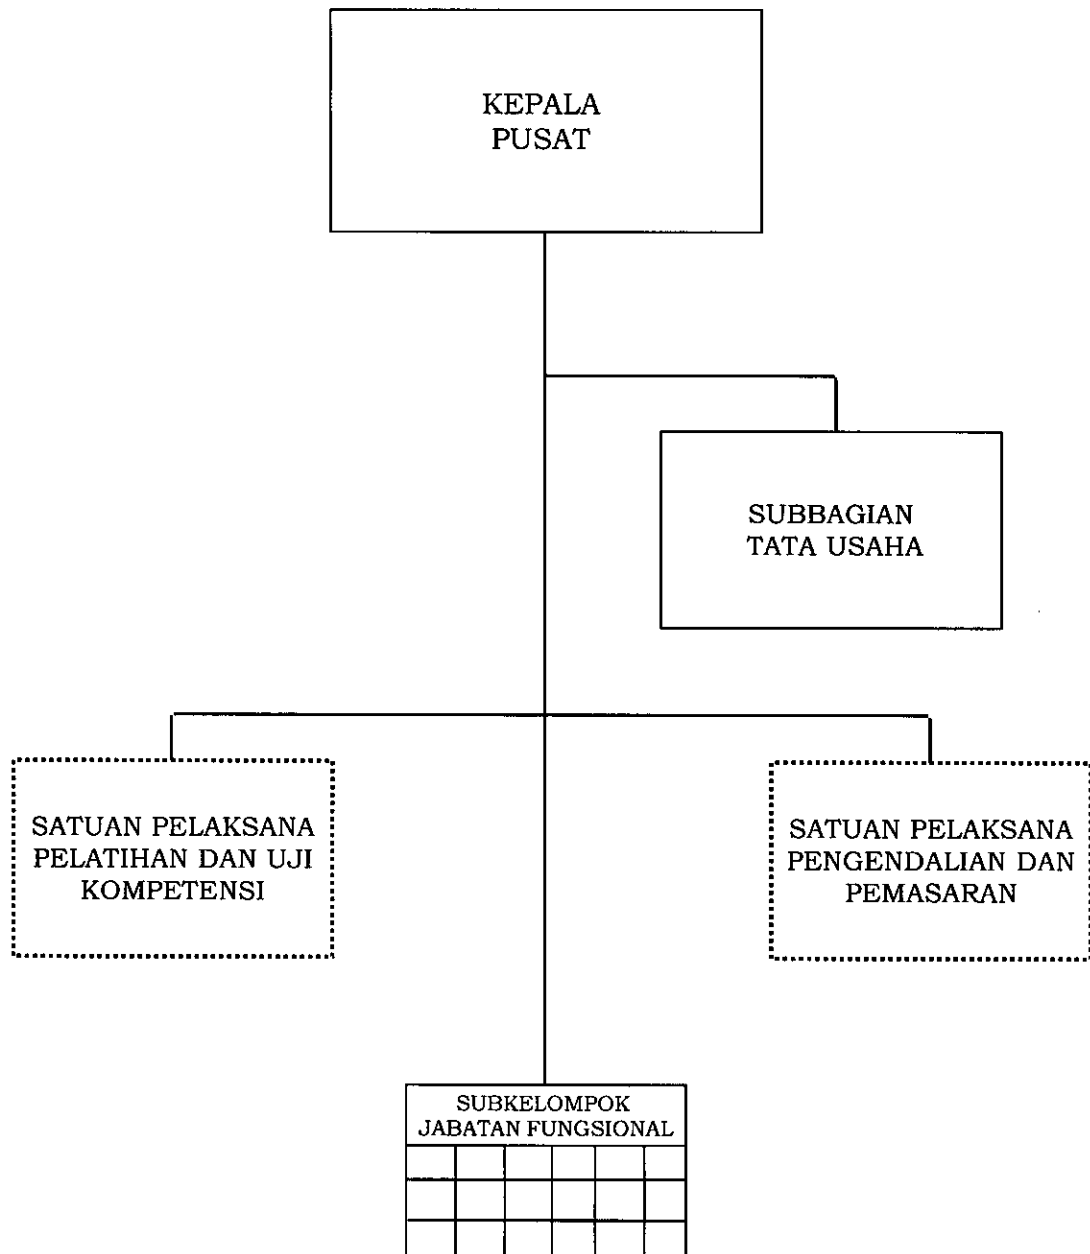 KEPALA
PUSAT
SUBBAGIAN
TATA USAHA
SATUAN PELAKSANA
PELATIHAN DAN UJI
KOMPETENSI
SATUAN PELAKSANA
PENGENDALIAN DAN
PEMASARAN
SUBKELOMPOK
JABATAN FUNGSIONAL